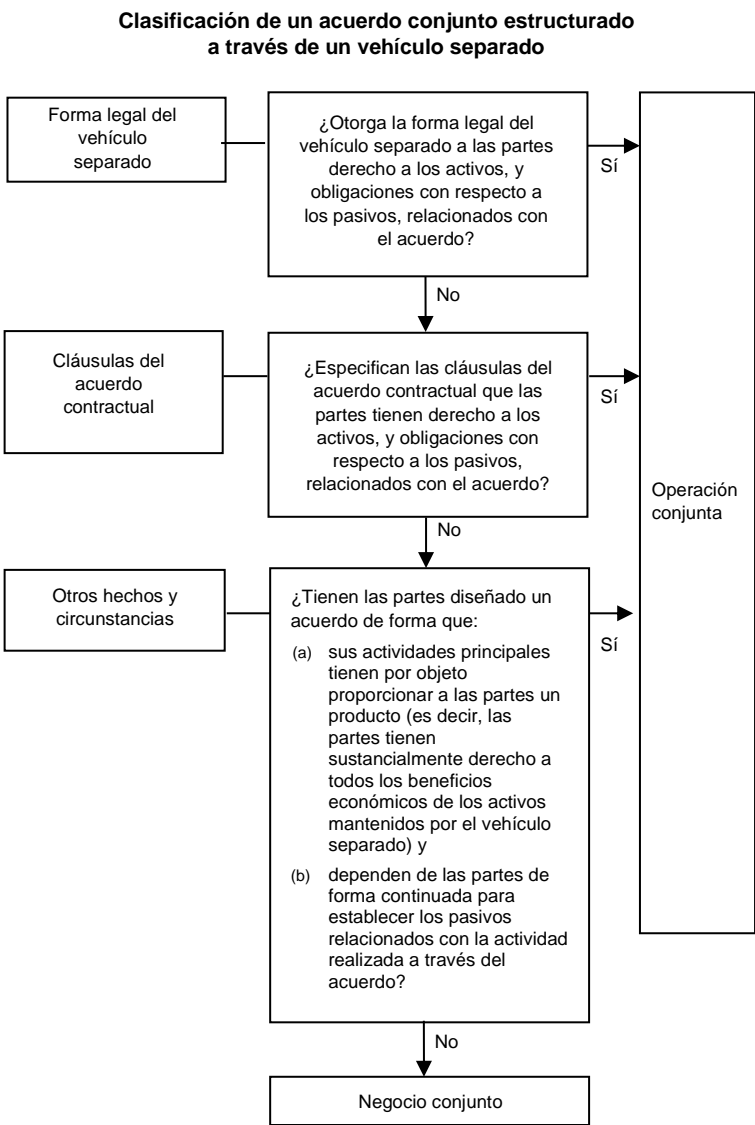 Clasificación de un acuerdo conjunto estructurado
a través de un vehículo separado
Forma legal del
vehículo
separado
¿Otorga la forma legal del
vehículo separado a las partes
derecho a los activos, y
obligaciones con respecto a
los pasivos, relacionados con
el acuerdo?
Sí
No
Cláusulas del
acuerdo
contractual
¿Especifican las cláusulas del
acuerdo contractual que las
partes tienen derecho a los
activos, y obligaciones con
respecto a los pasivos,
relacionados con el acuerdo?
Sí
Operación
conjunta
No
Otros hechos y
circunstancias
¿Tienen las partes diseñado un
acuerdo de forma que:
(a) sus actividades principales
tienen por objeto
proporcionar a las partes un
producto (es decir, las
partes tienen
sustancialmente derecho a
todos los beneficios
económicos de los activos
mantenidos por el vehículo
separado) y
(b) dependen de las partes de
forma continuada para
establecer los pasivos
relacionados con la actividad
realizada a través del
acuerdo?
Sí
No
Negocio conjunto